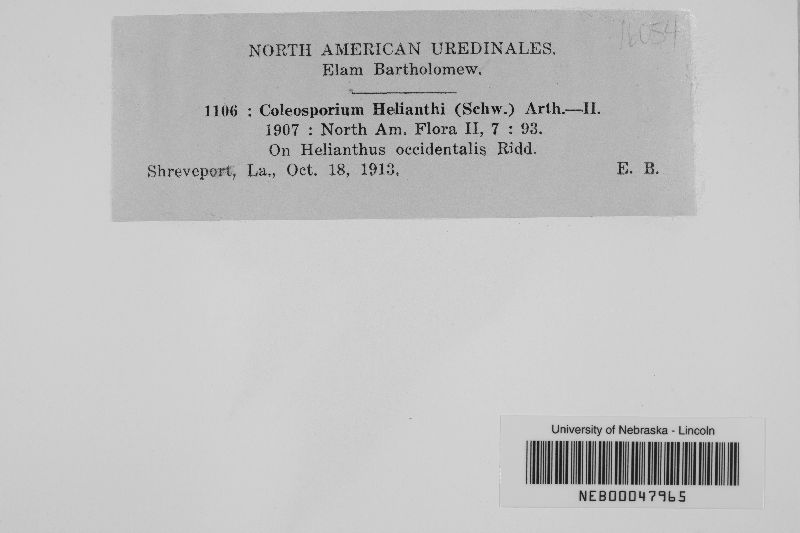 16054
NORTH AMERICAN UREDINALES.
Elam Bartholomew.
1106 : Coleosporium Helianthi (Schw.) Arth.—II.
1907 : North Am. Flora II, 7 : 93.
On Helianthus occidentalis Ridd.
Shreveport, La., Oct. 18, 1913. E. B.
University of Nebraska - Lincoln
NEB00047965